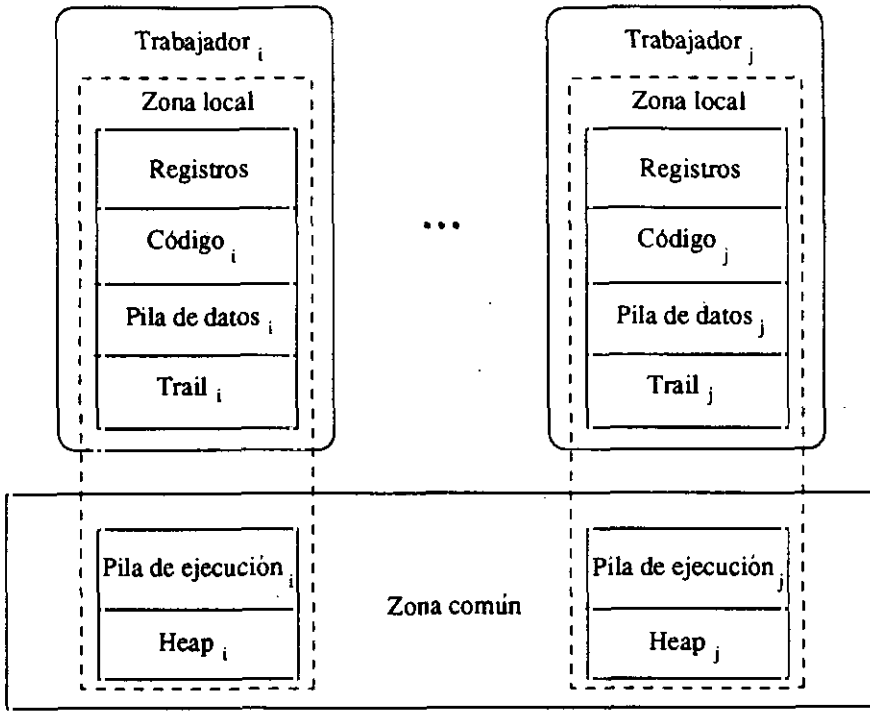 Trabajador i
Zona local
Registros
Código i
Pila de datos i
Trail i
...
Trabajador j
Zona local
Registros
Código j
Pila de datos j
Trail j
Pila de ejecución i
Heap i
Zona común
Pila de ejecución j
Heap j